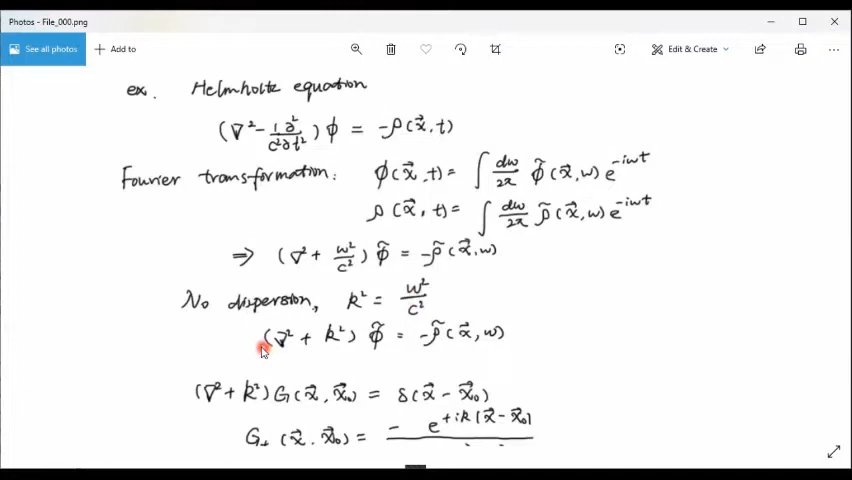 Photos - File_000.png
See all photos
Add to
Edit & Create
ex. Helmholtz equation
(∇² - 1/c² ∂²/∂t²) ϕ = -ρ(x⃗,t)
Fourier transformation: ϕ(x⃗,t) = ∫ dω/2π ϕ̃(x⃗,ω) e^{-iωt}
ρ(x⃗,t) = ∫ dω/2π ρ̃(x⃗,ω) e^{-iωt}
⇒ (∇² + ω²/c²) ϕ̃ = -ρ̃(x⃗,ω)
No dispersion, k² = ω²/c²
(∇² + k²) ϕ̃ = -ρ̃(x⃗,ω)
(∇² + k²) G(x⃗,x⃗₀) = δ(x⃗ - x⃗₀)
G₊(x⃗,x⃗₀) = - e^{+ik|x⃗ - x⃗₀|}